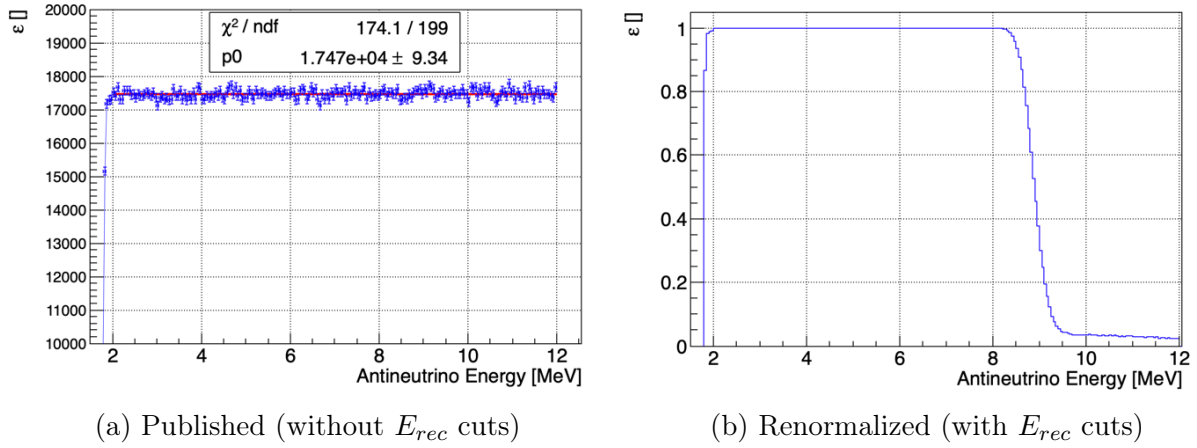 ε []
20000
19000
18000
17000
16000
15000
14000
13000
12000
11000
10000
χ² / ndf 174.1 / 199
p0 1.747e+04 ± 9.34
2 4 6 8 10 12
Antineutrino Energy [MeV]
(a) Published (without E_rec cuts)
ε []
1
0.8
0.6
0.4
0.2
0
2 4 6 8 10 12
Antineutrino Energy [MeV]
(b) Renormalized (with E_rec cuts)